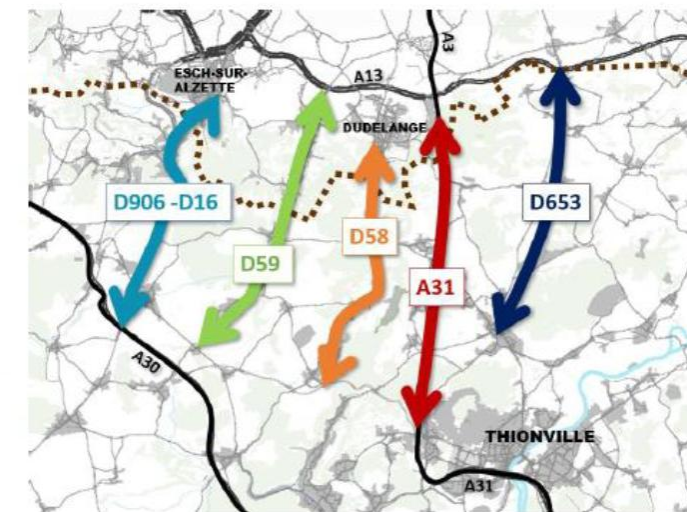 A3
ESCH-SUR-
ALZETTE
A13
DUDELANGE
D906 -D16
D59
D58
A31
D653
A30
THIONVILLE
A31